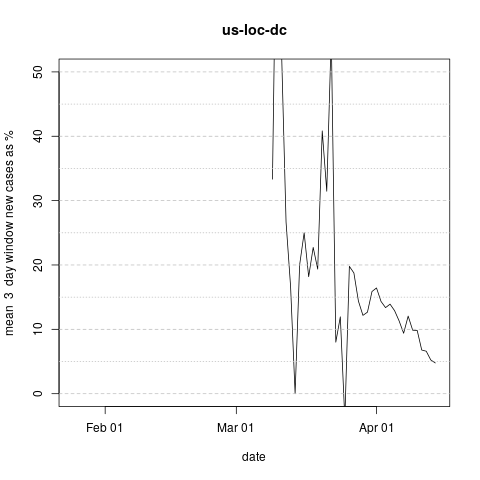 us-loc-dc
mean 3 day window new cases as %
50
40
30
20
10
0
Feb 01
Mar 01
Apr 01
date